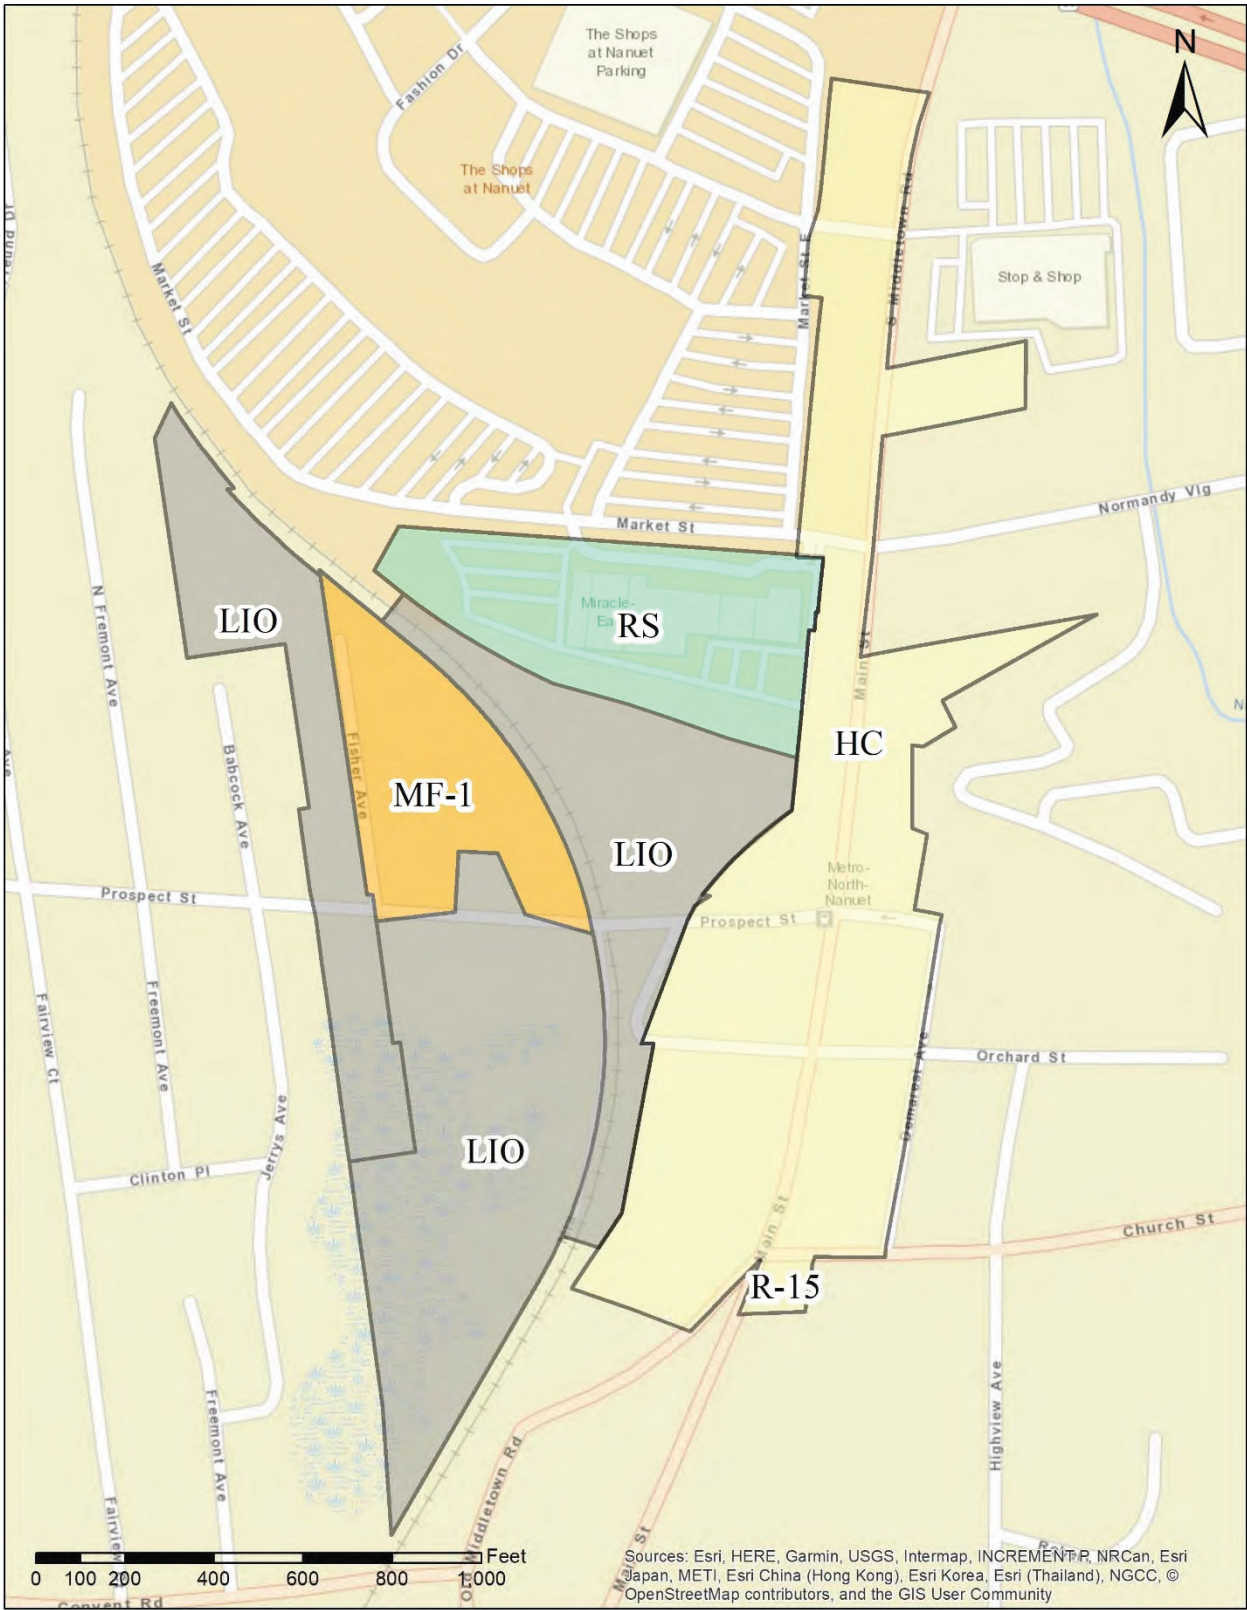 The Shops
at Nanuet
Parking
N
Fashion Dr
The Shops
at Nanuet
S Middletown Rd
Market St E
Stop & Shop
Market St
Normandy Vlg
Market St
N Fremont Ave
LIO
Miracle-
Ea
RS
Main St
N
HC
Fisher Ave
MF-1
Babcock Ave
Ave
LIO
Metro-
North-
Nanuet
Prospect St
Prospect St
Freemont Ave
Fairview Ct
Orchard St
Demarest Ave
Jerrys Ave
LIO
Clinton Pl
Main St
Church St
R-15
Freemont Ave
Highview Ave
Middletown Rd
Fairview
Main St
Feet
0 100 200 400 600 800 1,000
Convent Rd
Sources: Esri, HERE, Garmin, USGS, Intermap, INCREMENT P, NRCan, Esri
Japan, METI, Esri China (Hong Kong), Esri Korea, Esri (Thailand), NGCC, ©
OpenStreetMap contributors, and the GIS User Community